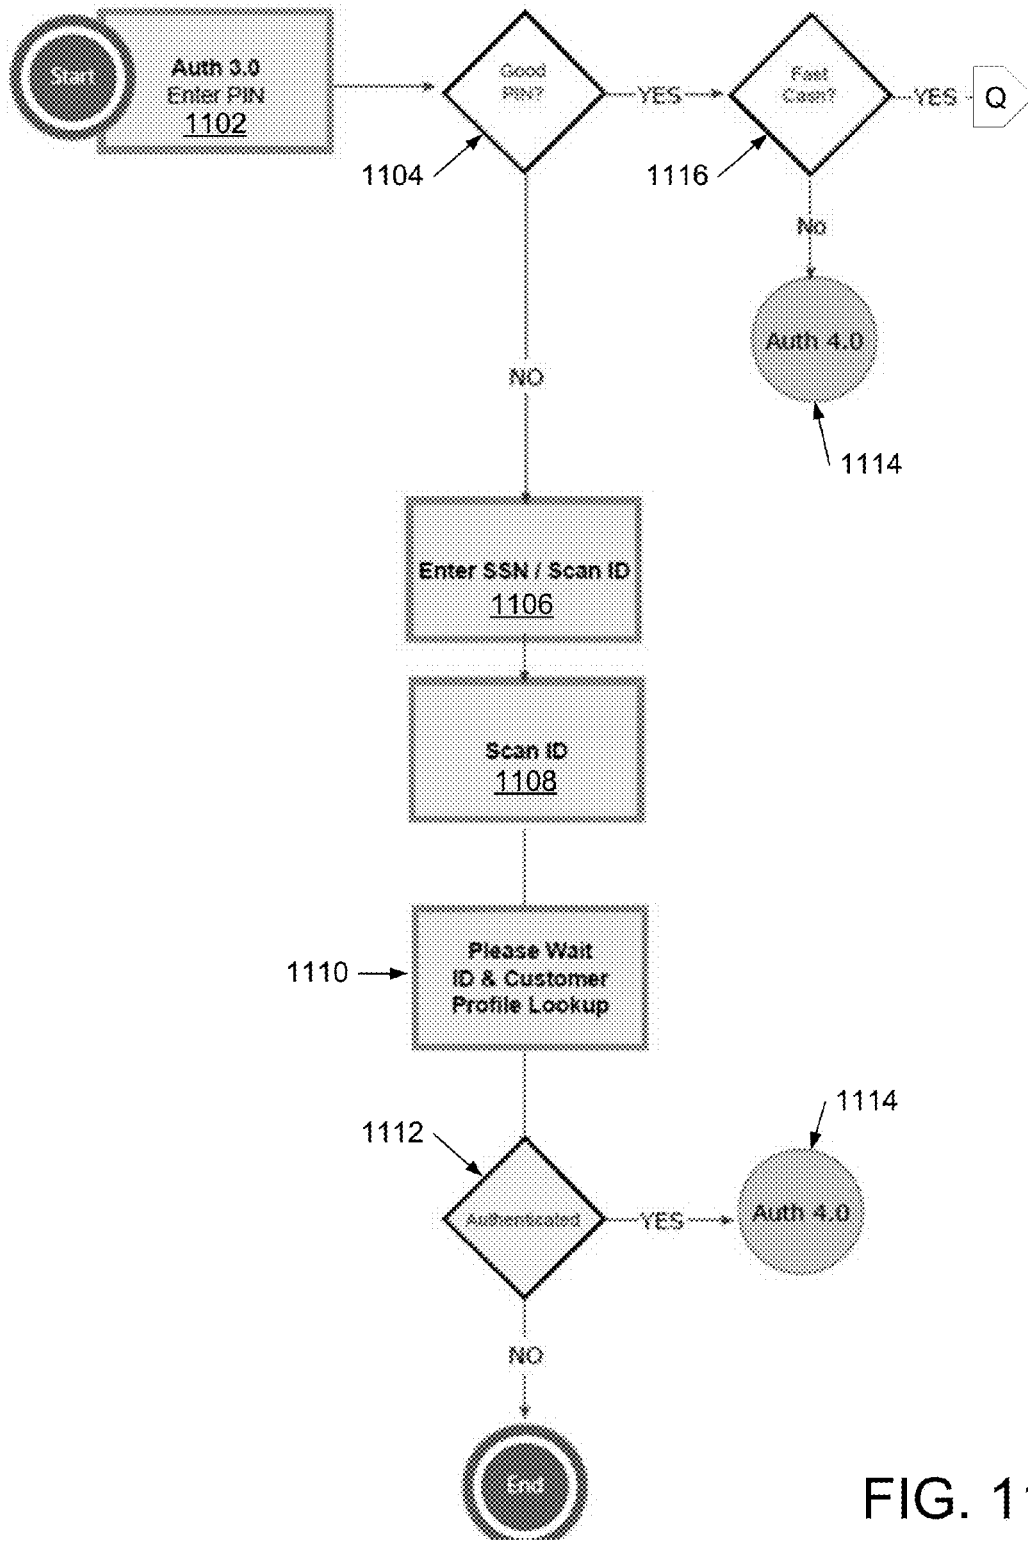 Start
Auth 3.0
Enter PIN
1102
Good
PIN?
1104
YES
Fast
Cash?
1116
YES
Q
No
Auth 4.0
1114
NO
Enter SSN / Scan ID
1106
Scan ID
1108
Please Wait
ID & Customer
Profile Lookup
1110
1112
Authenticated
YES
Auth 4.0
1114
NO
End
FIG. 11